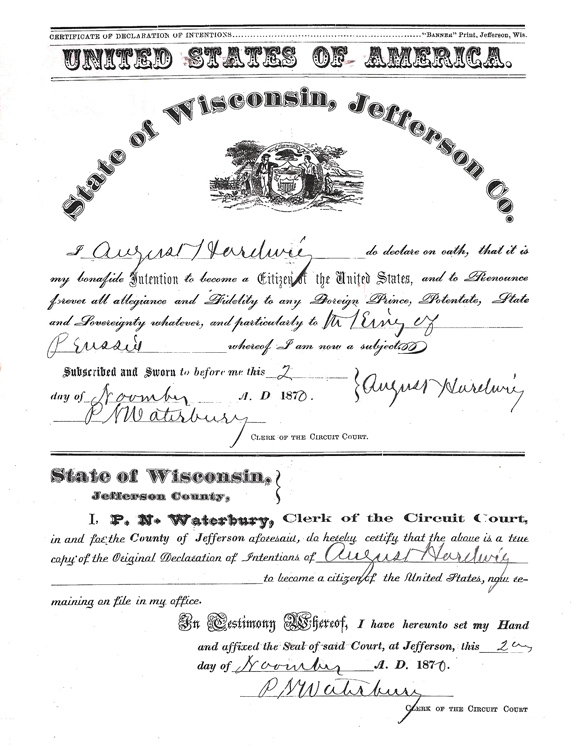 CERTIFICATE OF DECLARATION OF INTENTIONS........ "BANNER" Print, Jefferson, Wis.
UNITED STATES OF AMERICA.
State of Wisconsin, Jefferson Co.
I August Hardwig do declare on oath, that it is
my bonafide Intention to become a Citizen of the United States, and to Renounce
forever all allegiance and Fidelity to any Foreign Prince, Potentate, State
and Sovereignty whatever, and particularly to the King of
Prussia whereof I am now a subject.
Subscribed and Sworn to before me this 2
day of Noomber A. D 1870. } August Hardwig
P. N Waterbury
CLERK OF THE CIRCUIT COURT.
State of Wisconsin, }
Jefferson County,
I, P. N. Waterbury, Clerk of the Circuit Court,
in and for the County of Jefferson aforesaid, do hereby certify that the above is a true
copy of the Original Declaration of Intentions of August Hardwig
to become a citizen of the United States, now re-
maining on file in my office.
In Testimony Whereof, I have hereunto set my Hand
and affixed the Seal of said Court, at Jefferson, this 2
day of Noomber A. D. 1870.
P. N Waterbury
CLERK OF THE CIRCUIT COURT